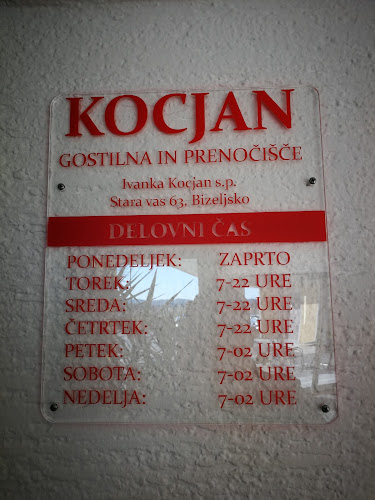 KOCJAN
GOSTILNA IN PRENOČIŠČE
Ivanka Kocjan s.p.
Stara vas 63, Bizeljsko
DELOVNI ČAS
PONEDELJEK: ZAPRTO
TOREK: 7-22 URE
SREDA: 7-22 URE
ČETRTEK: 7-22 URE
PETEK: 7-02 URE
SOBOTA: 7-02 URE
NEDELJA: 7-02 URE